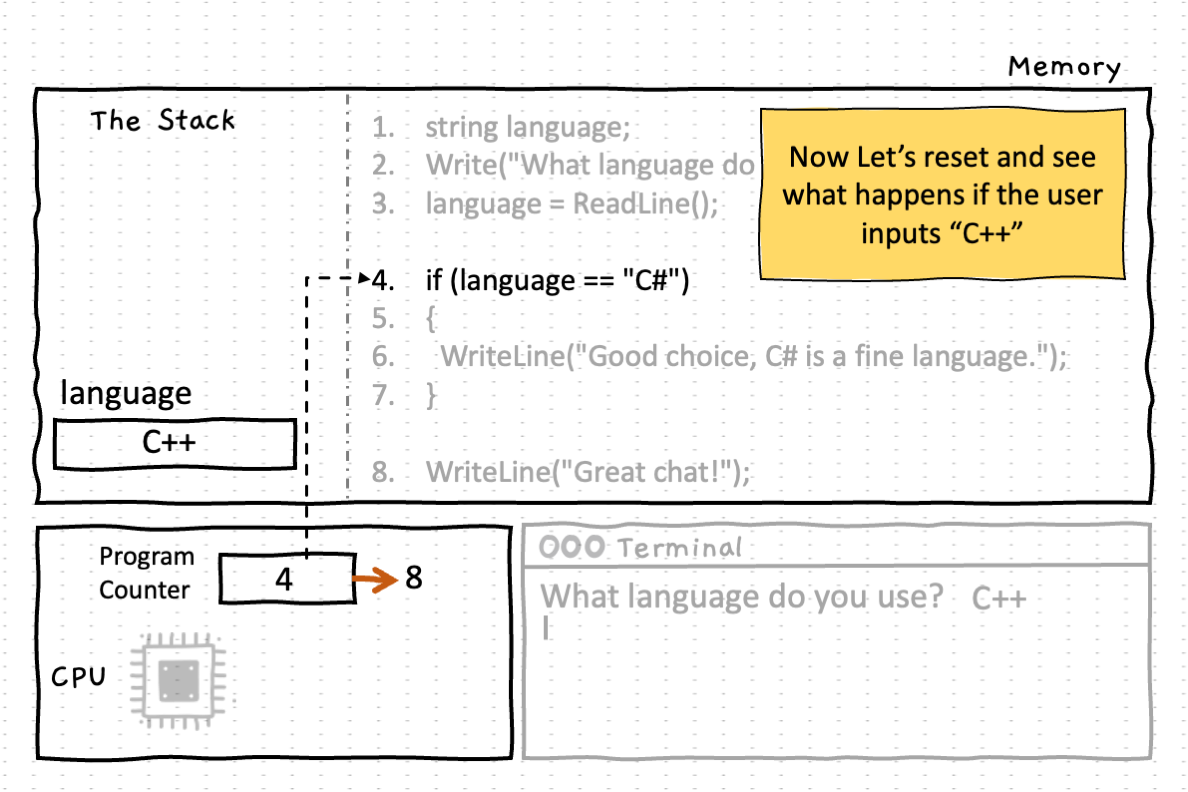 Memory
The Stack
1. string language;
2. Write("What language do
3. language = ReadLine();
Now Let’s reset and see
what happens if the user
inputs “C++”
4. if (language == "C#")
5. {
6. WriteLine("Good choice, C# is a fine language.");
7. }
8. WriteLine("Great chat!");
language
C++
Program
Counter
4
8
CPU
Terminal
What language do you use? C++